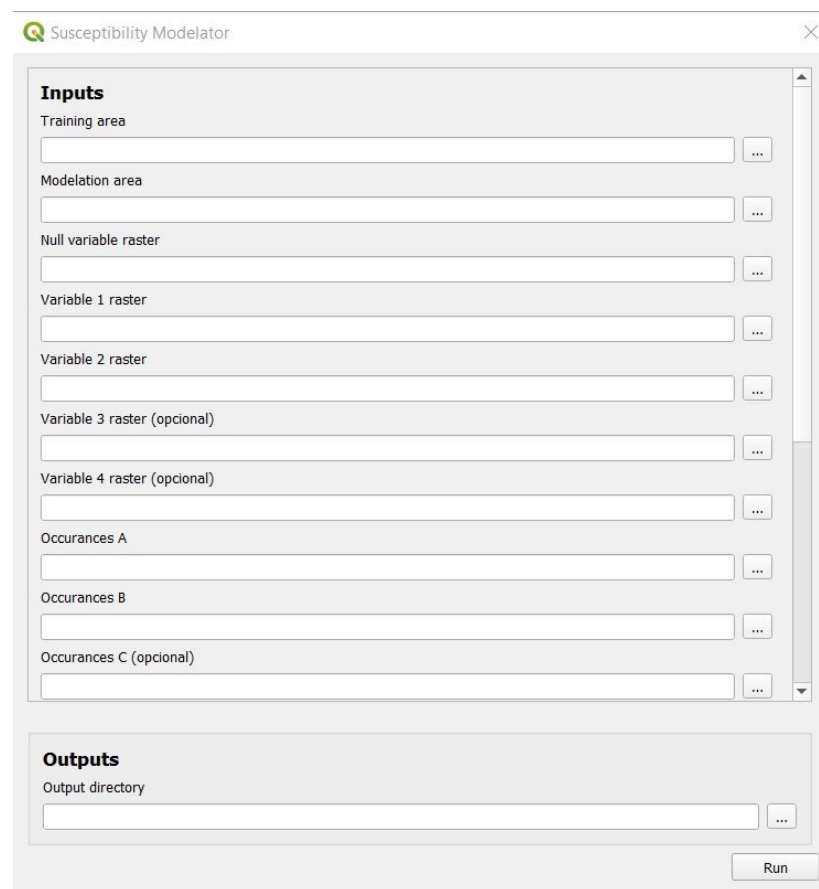 Susceptibility Modelator
Inputs
Training area
...
Modelation area
...
Null variable raster
...
Variable 1 raster
...
Variable 2 raster
...
Variable 3 raster (opcional)
...
Variable 4 raster (opcional)
...
Occurances A
...
Occurances B
...
Occurances C (opcional)
...
Outputs
Output directory
...
Run